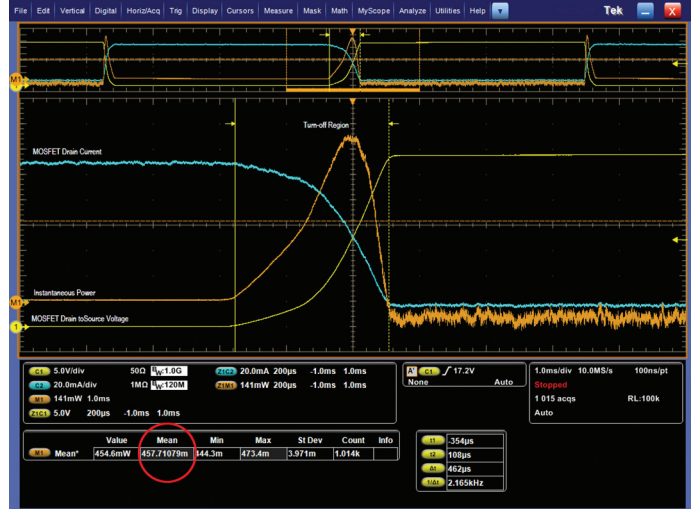 File Edit Vertical Digital Horiz/Acq Trig Display Cursors Measure Mask Math MyScope Analyze Utilities Help Tek X
M1
1
Turn-off Region
MOSFET Drain Current
Instantaneous Power
M1
MOSFET Drain toSource Voltage
1
C1 5.0V/div 50Ω BW:1.0G
C2 20.0mA/div 1MΩ BW:120M
M1 141mW 1.0ms
Z1C1 5.0V 200µs -1.0ms 1.0ms
Z1C2 20.0mA 200µs -1.0ms 1.0ms
Z1M1 141mW 200µs -1.0ms 1.0ms
A' C1 17.2V
None Auto
1.0ms/div 10.0MS/s 100ns/pt
Stopped
1 015 acqs RL:100k
Auto
Value Mean Min Max St Dev Count Info
M1 Mean* 454.6mW 457.71079m 444.3m 473.4m 3.971m 1.014k
t1 -354µs
t2 108µs
Δt 462µs
1/Δt 2.165kHz